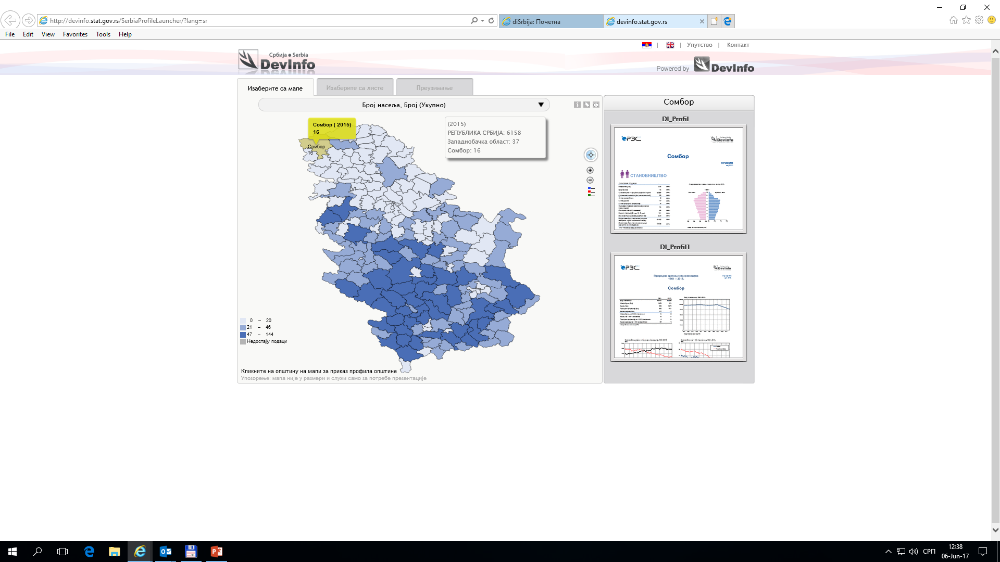 http://devinfo.stat.gov.rs/SerbiaProfileLauncher/?lang=sr
diSrbija: Почетна
devinfo.stat.gov.rs
File Edit View Favorites Tools Help
| | Упутство | Контакт
Србија • Serbia
DevInfo
Powered by DevInfo
Изаберите са мапе
Изаберите са листе
Преузимање
Број насеља, Број (Укупно)
Сомбор ( 2015)
16
Сомбор
16
(2015)
РЕПУБЛИКА СРБИЈА: 6158
Западнобачка област: 37
Сомбор: 16
0 – 20
21 – 46
47 – 144
Недостају подаци
Кликните на општину на мапи за приказ профила општине
Упозорење: мапа није у размери и служи само за потребе презентације
Сомбор
DI_Profil
РЗС
DevInfo
Сомбор
ПРОФИЛ
СТАНОВНИШТВО
DI_Profil1
РЗС
DevInfo
Природно кретање становништва
1961 – 2015.
Сомбор
СРП
12:38
06-Jun-17